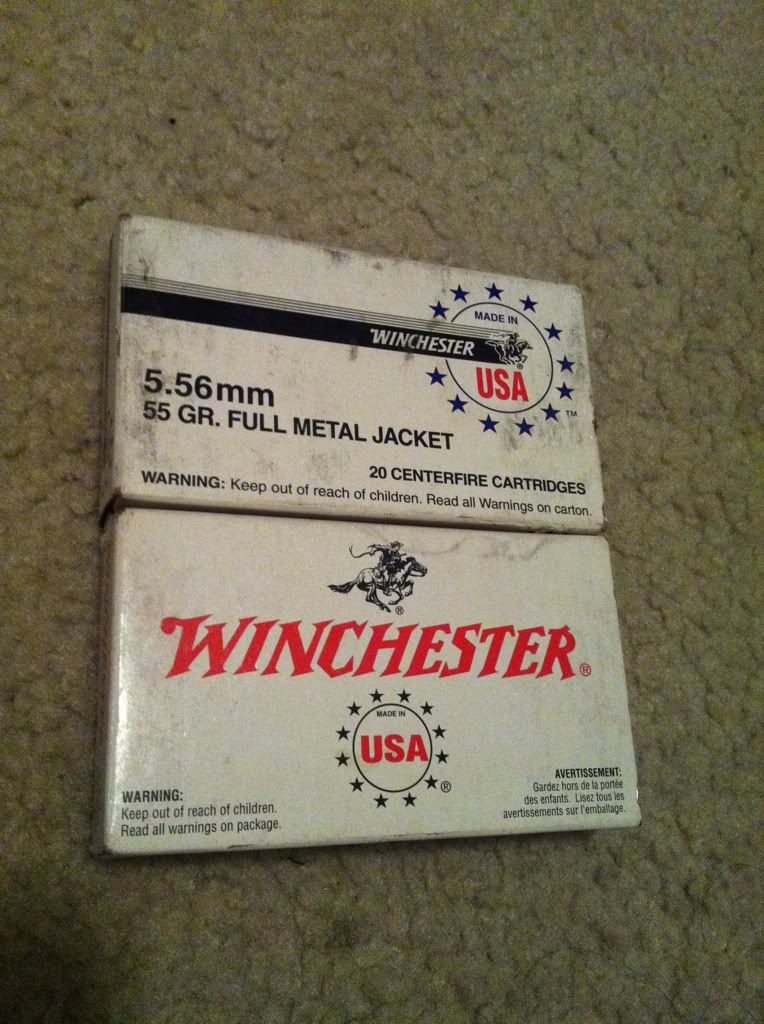 MADE IN
WINCHESTER
®
USA
TM
5.56mm
55 GR. FULL METAL JACKET
20 CENTERFIRE CARTRIDGES
WARNING: Keep out of reach of children. Read all Warnings on carton.
®
WINCHESTER®
MADE IN
USA
®
WARNING:
Keep out of reach of children.
Read all warnings on package.
AVERTISSEMENT:
Gardez hors de la portée
des enfants. Lisez tous les
avertissements sur l'emballage.